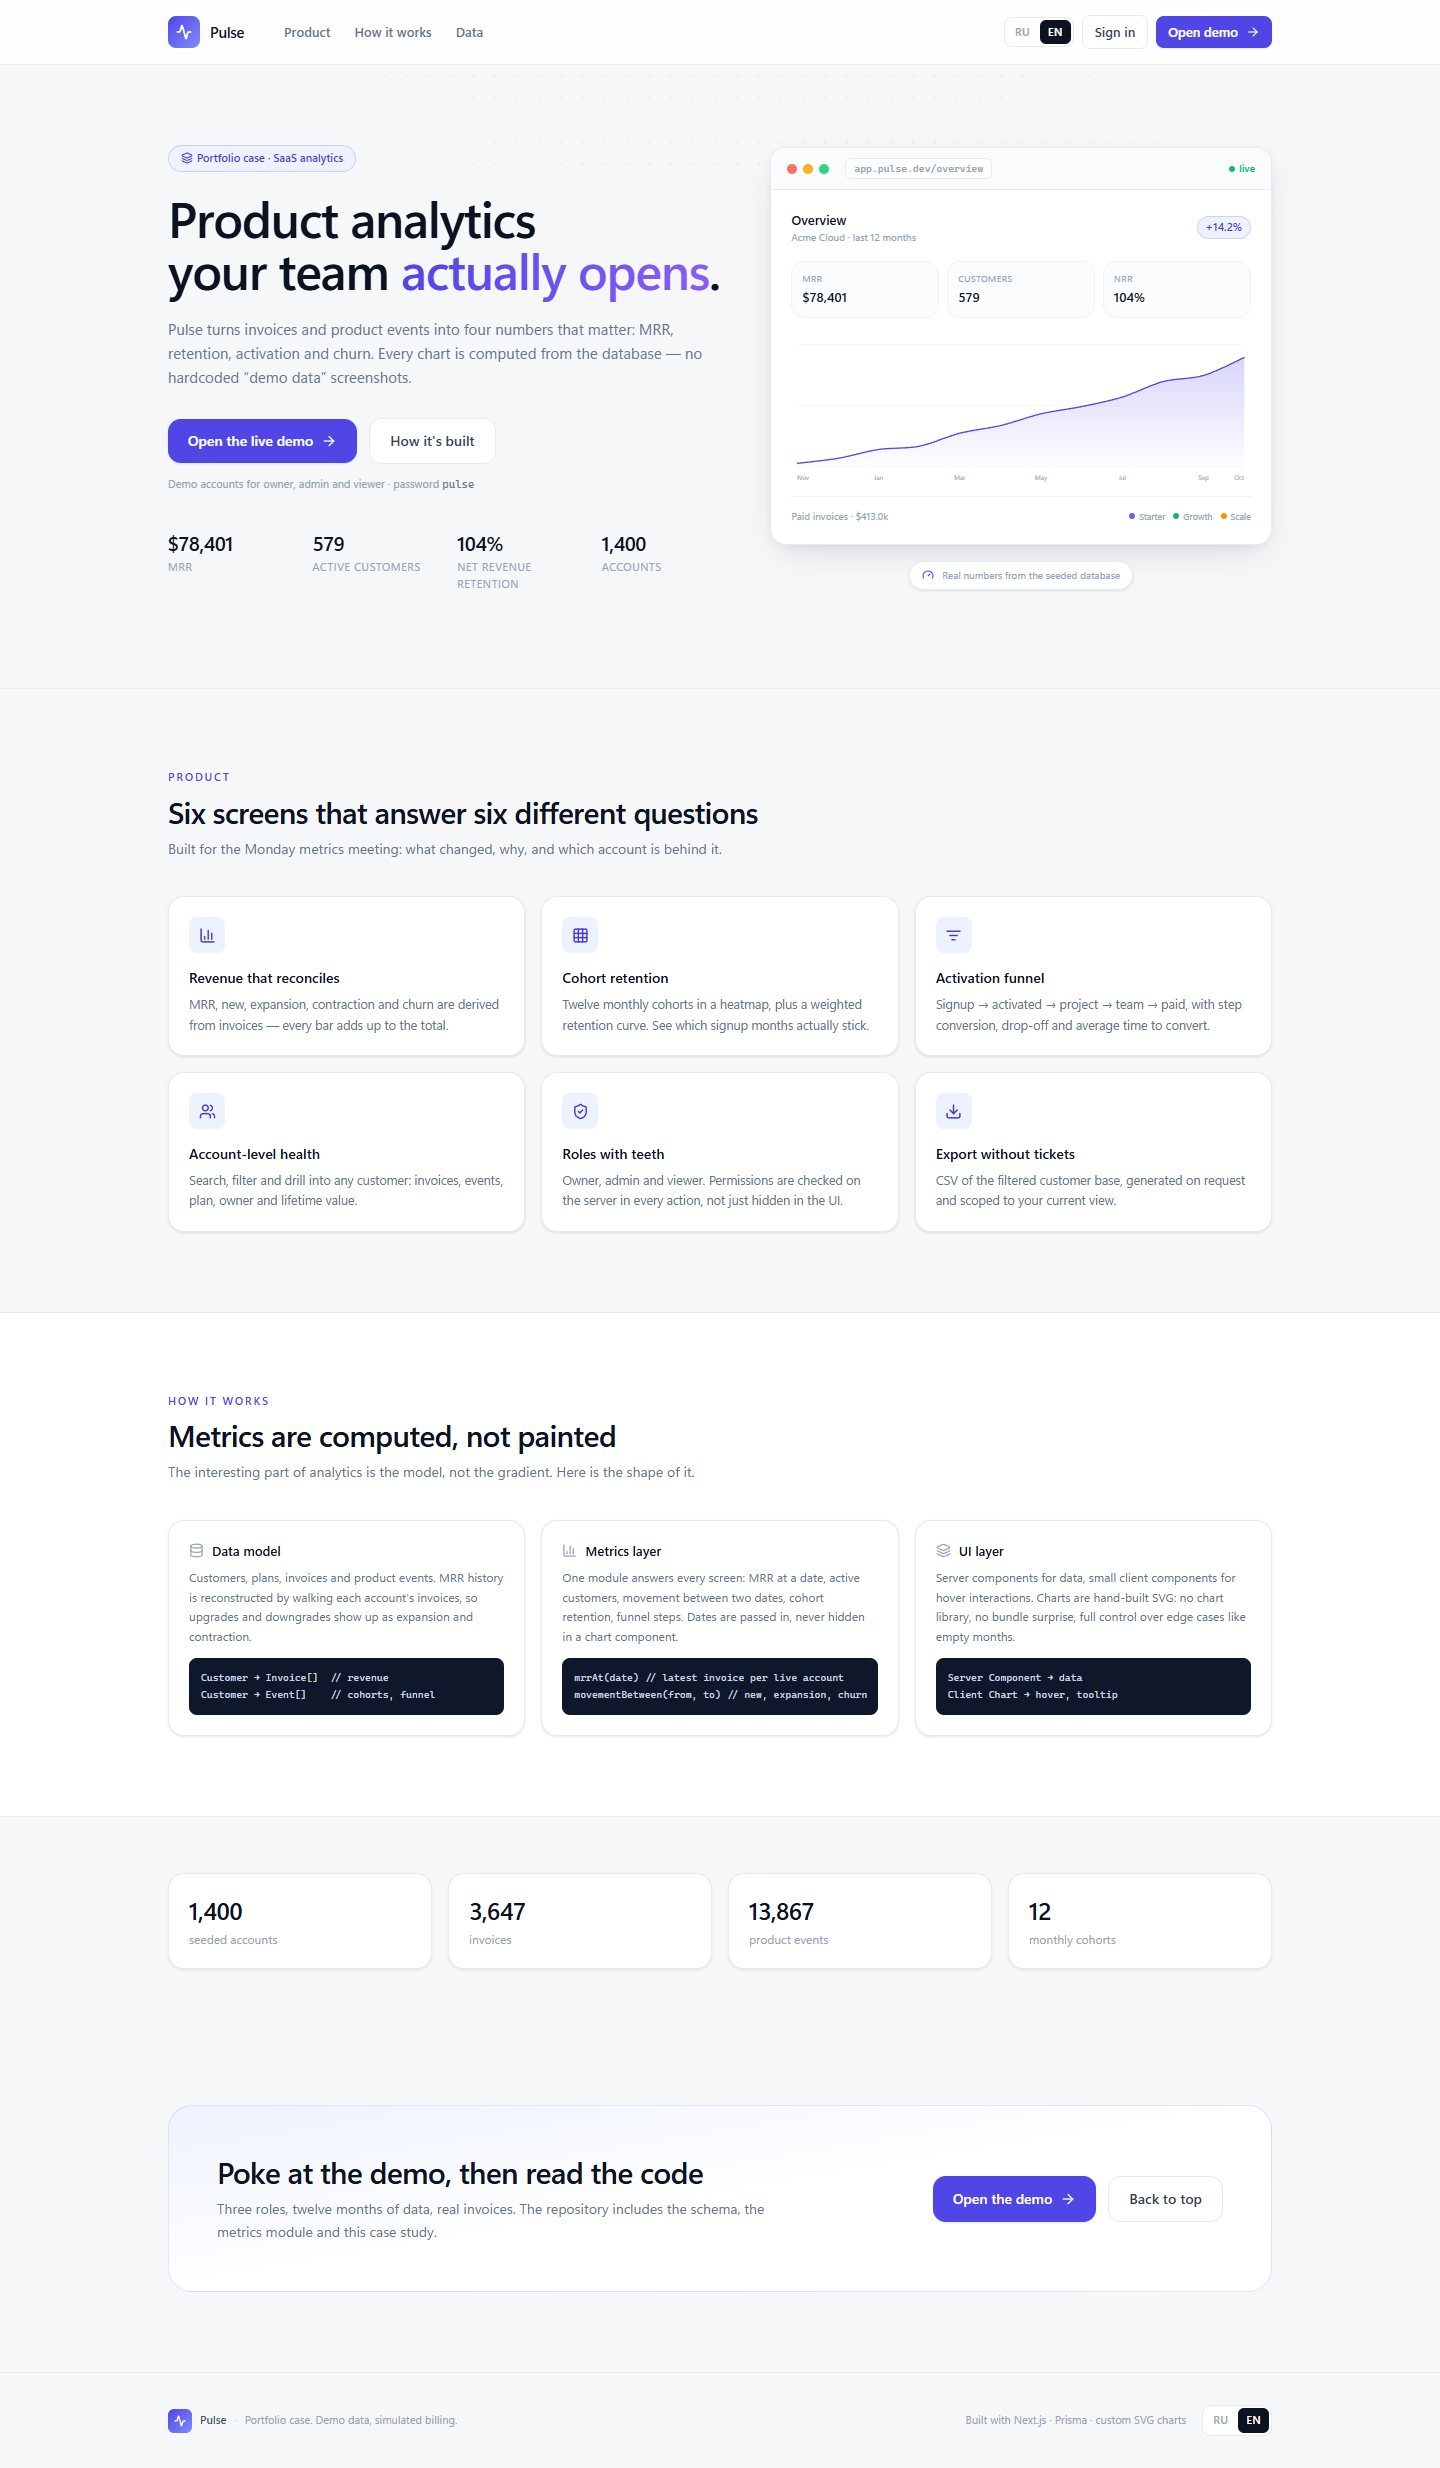 Pulse
Product
How it works
Data
RU
EN
Sign in
Open demo →
Portfolio case · SaaS analytics
Product analytics
your team actually opens.
Pulse turns invoices and product events into four numbers that matter: MRR,
retention, activation and churn. Every chart is computed from the database — no
hardcoded “demo data” screenshots.
Open the live demo →
How it's built
Demo accounts for owner, admin and viewer · password pulse
$78,401
MRR
579
ACTIVE CUSTOMERS
104%
NET REVENUE
RETENTION
1,400
ACCOUNTS
app.pulse.dev/overview
live
Overview
Acme Cloud · last 12 months
+14.2%
MRR
$78,401
CUSTOMERS
579
NRR
104%
Nov
Jan
Mar
May
Jul
Sep
Oct
Paid invoices · $413.0k
Starter
Growth
Scale
Real numbers from the seeded database
PRODUCT
Six screens that answer six different questions
Built for the Monday metrics meeting: what changed, why, and which account is behind it.
Revenue that reconciles
MRR, new, expansion, contraction and churn are derived
from invoices — every bar adds up to the total.
Cohort retention
Twelve monthly cohorts in a heatmap, plus a weighted
retention curve. See which signup months actually stick.
Activation funnel
Signup → activated → project → team → paid, with step
conversion, drop-off and average time to convert.
Account-level health
Search, filter and drill into any customer: invoices, events,
plan, owner and lifetime value.
Roles with teeth
Owner, admin and viewer. Permissions are checked on
the server in every action, not just hidden in the UI.
Export without tickets
CSV of the filtered customer base, generated on request
and scoped to your current view.
HOW IT WORKS
Metrics are computed, not painted
The interesting part of analytics is the model, not the gradient. Here is the shape of it.
Data model
Customers, plans, invoices and product events. MRR history
is reconstructed by walking each account's invoices, so
upgrades and downgrades show up as expansion and
contraction.
Customer → Invoice[]  // revenue
Customer → Event[]    // cohorts, funnel
Metrics layer
One module answers every screen: MRR at a date, active
customers, movement between two dates, cohort
retention, funnel steps. Dates are passed in, never hidden
in a chart component.
mrrAt(date) // latest invoice per live account
movementBetween(from, to) // new, expansion, churn
UI layer
Server components for data, small client components for
hover interactions. Charts are hand-built SVG: no chart
library, no bundle surprise, full control over edge cases like
empty months.
Server Component → data
Client Chart → hover, tooltip
1,400
seeded accounts
3,647
invoices
13,867
product events
12
monthly cohorts
Poke at the demo, then read the code
Three roles, twelve months of data, real invoices. The repository includes the schema, the
metrics module and this case study.
Open the demo →
Back to top
Pulse · Portfolio case. Demo data, simulated billing.
Built with Next.js · Prisma · custom SVG charts
RU
EN